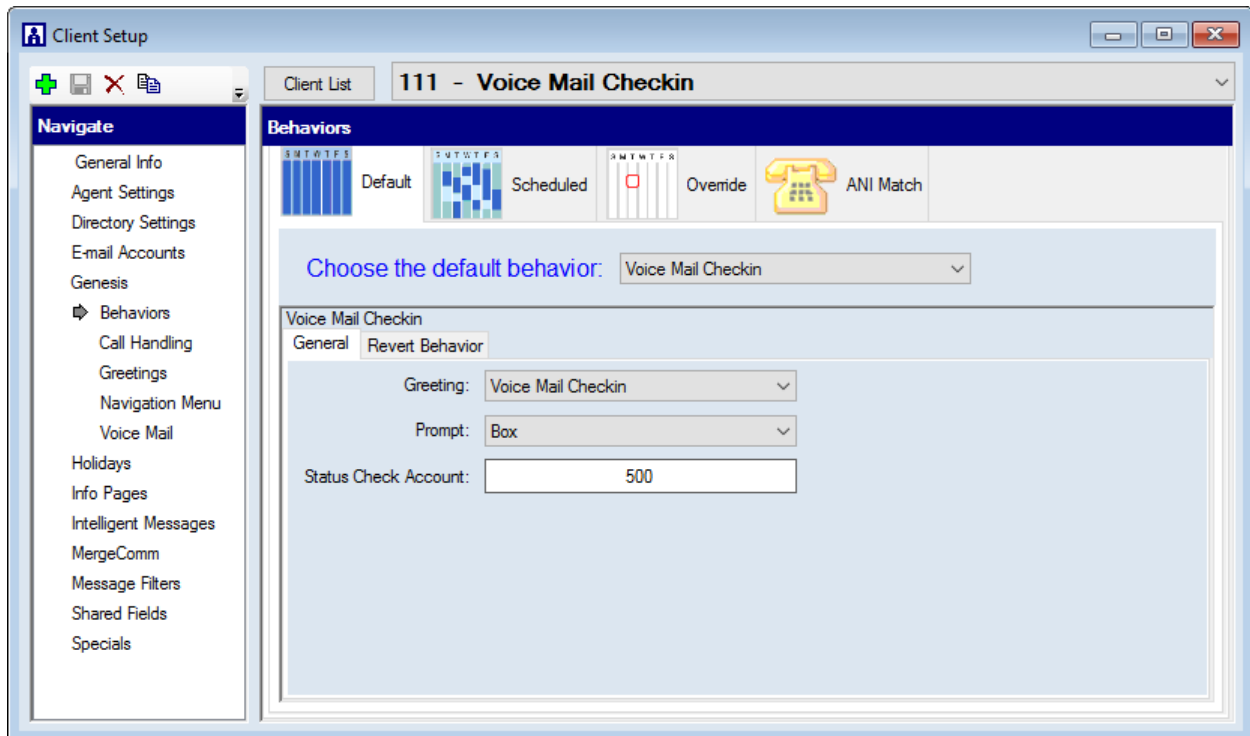 Client Setup
Client List
111 - Voice Mail Checkin
Navigate
General Info
Agent Settings
Directory Settings
E-mail Accounts
Genesis
Behaviors
Call Handling
Greetings
Navigation Menu
Voice Mail
Holidays
Info Pages
Intelligent Messages
MergeComm
Message Filters
Shared Fields
Specials
Behaviors
S M T W T F S
Default
S M T W T F S
Scheduled
S M T W T F S
Override
ANI Match
Choose the default behavior: Voice Mail Checkin
Voice Mail Checkin
General Revert Behavior
Greeting: Voice Mail Checkin
Prompt: Box
Status Check Account: 500